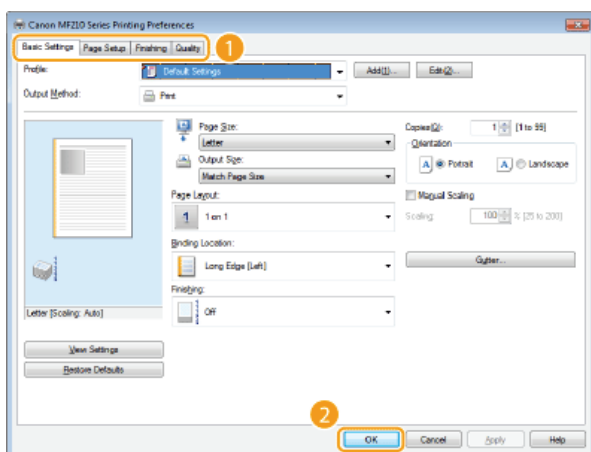 Canon MF210 Series Printing Preferences
Basic Settings Page Setup Finishing Quality 1
Profile: Default Settings Add(1)... Edit(2)...
Output Method: Print
Page Size: Copies(Q): 1 [1 to 99]
Letter Orientation
Output Size: A Portrait A Landscape
Match Page Size
Page Layout: Manual Scaling
1 1 on 1 Scaling: 100 % [25 to 200]
Binding Location:
Long Edge [Left] Gutter...
Finishing:
Off
Letter [Scaling: Auto]
View Settings
Restore Defaults
2
OK Cancel Apply Help